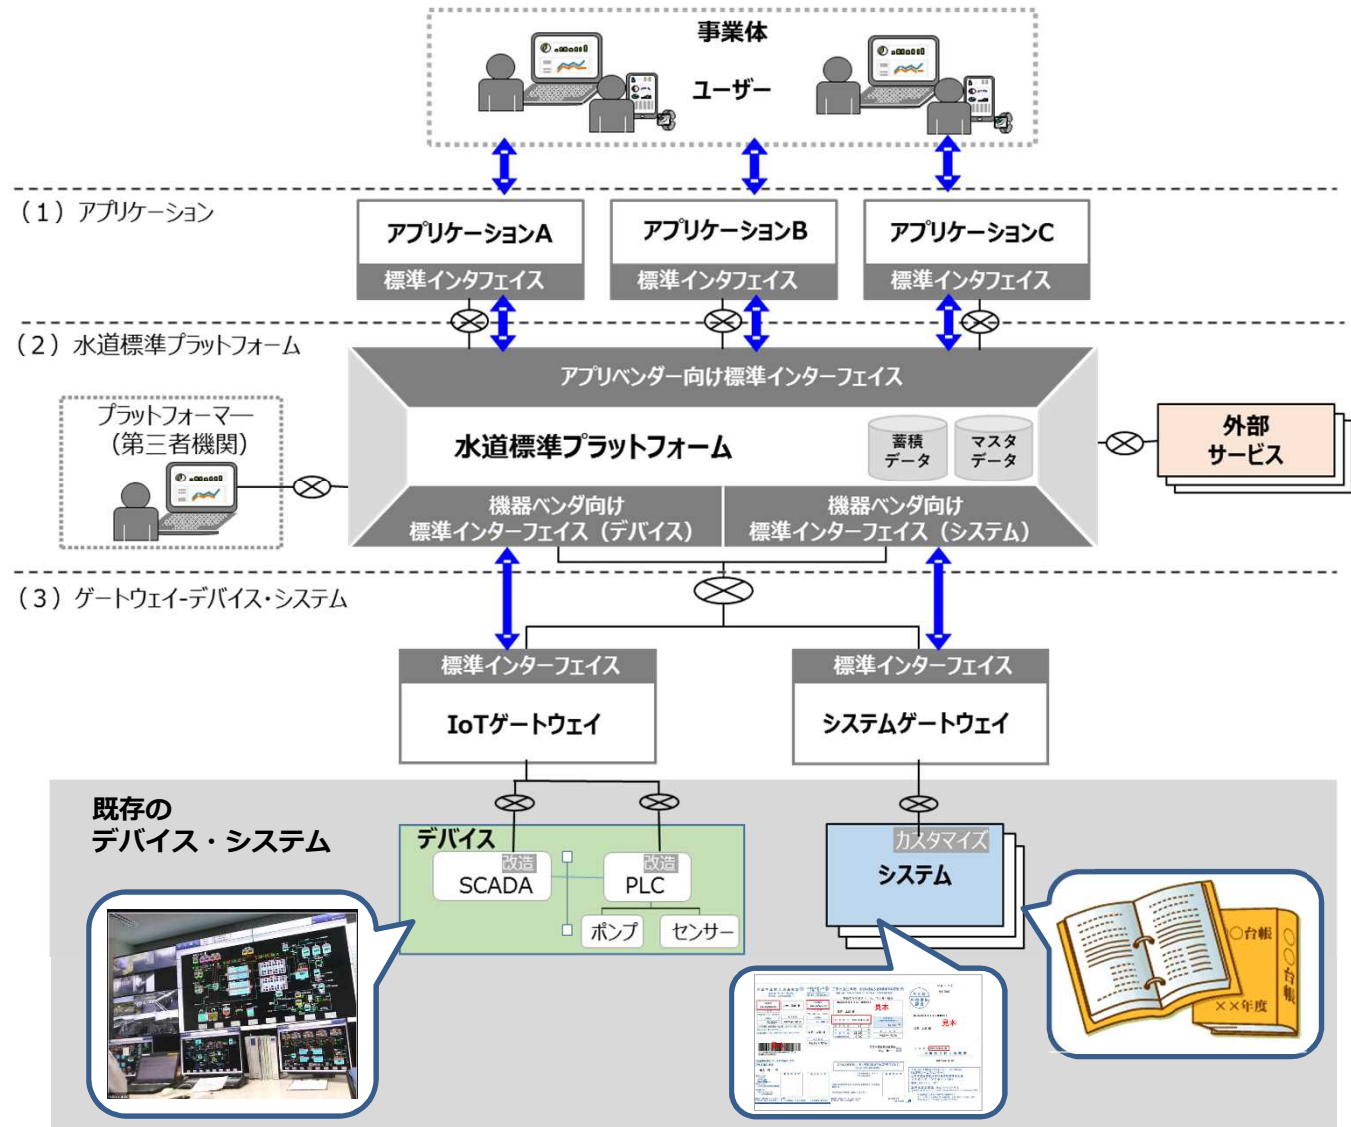 事業体
ユーザー
（１）アプリケーション
アプリケーションA
標準インタフェイス
アプリケーションB
標準インタフェイス
アプリケーションC
標準インタフェイス
（２）水道標準プラットフォーム
アプリベンダー向け標準インターフェイス
プラットフォーマー
（第三者機関）
水道標準プラットフォーム
蓄積
データ
マスタ
データ
外部
サービス
機器ベンダ向け
標準インターフェイス（デバイス）
機器ベンダ向け
標準インターフェイス（システム）
（３）ゲートウェイ-デバイス・システム
標準インターフェイス
IoTゲートウェイ
標準インターフェイス
システムゲートウェイ
既存の
デバイス・システム
デバイス
改造
SCADA
改造
PLC
ポンプ
センサー
カスタマイズ
システム
○台帳
○○台帳
××年度
見本
見本